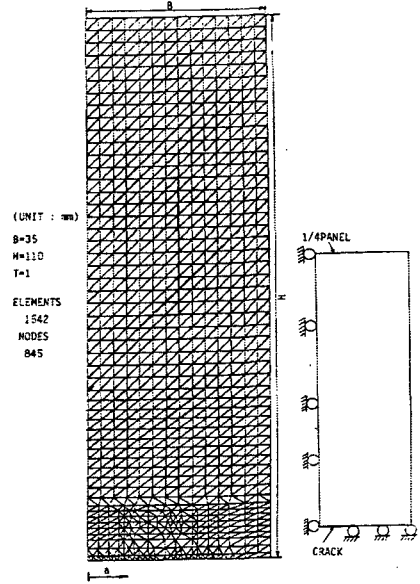 B
(UNIT : mm)
B=35
H=110
T=1
ELEMENTS
1542
NODES
845
H
a
1/4PANEL
CRACK